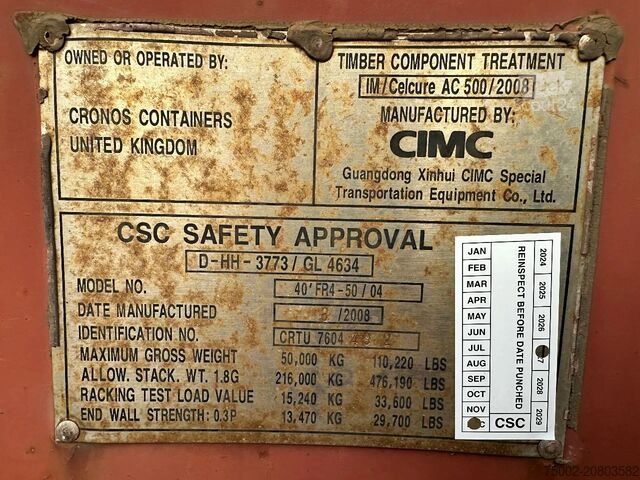 OWNED OR OPERATED BY:
CRONOS CONTAINERS
UNITED KINGDOM
TIMBER COMPONENT TREATMENT
IM/Celcure AC 500/2008
MANUFACTURED BY:
CIMC
Guangdong Xinhui CIMC Special
Transportation Equipment Co., Ltd.
CSC SAFETY APPROVAL
D-HH-3773/GL 4634
MODEL NO. 40'FR4-50/04
DATE MANUFACTURED /2008
IDENTIFICATION NO. CRTU 7604
MAXIMUM GROSS WEIGHT 50,000 KG 110,220 LBS
ALLOW. STACK. WT. 1.8G 216,000 KG 476,190 LBS
RACKING TEST LOAD VALUE 15,240 KG 33,600 LBS
END WALL STRENGTH: 0.3P 13,470 KG 29,700 LBS
CSC
JAN
FEB
MAR
APR
MAY
JUN
JUL
AUG
SEP
OCT
NOV
REINSPECT BEFORE DATE PUNCHED
CSC
2024
2025
2026
2028
2029
76002-20803582